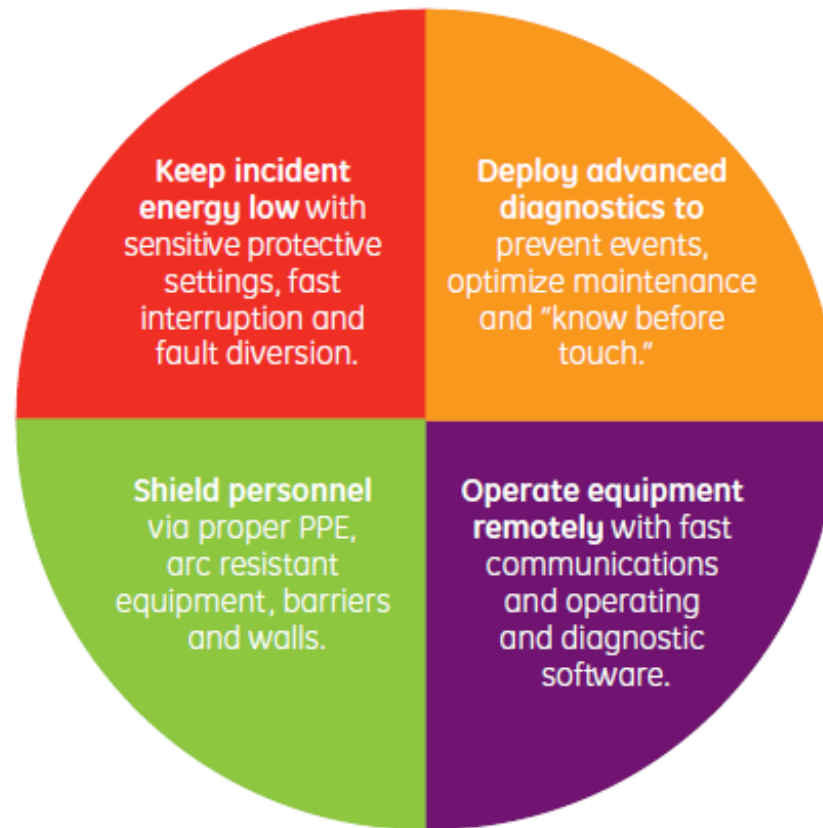 Keep incident
energy low with
sensitive protective
settings, fast
interruption and
fault diversion.
Deploy advanced
diagnostics to
prevent events,
optimize maintenance
and "know before
touch."
Shield personnel
via proper PPE,
arc resistant
equipment, barriers
and walls.
Operate equipment
remotely with fast
communications
and operating
and diagnostic
software.